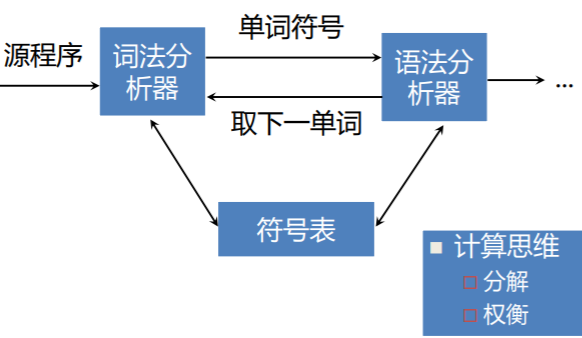 单词符号
源程序
词法分
析器
语法分
析器
...
取下一单词
符号表
计算思维
分解
权衡